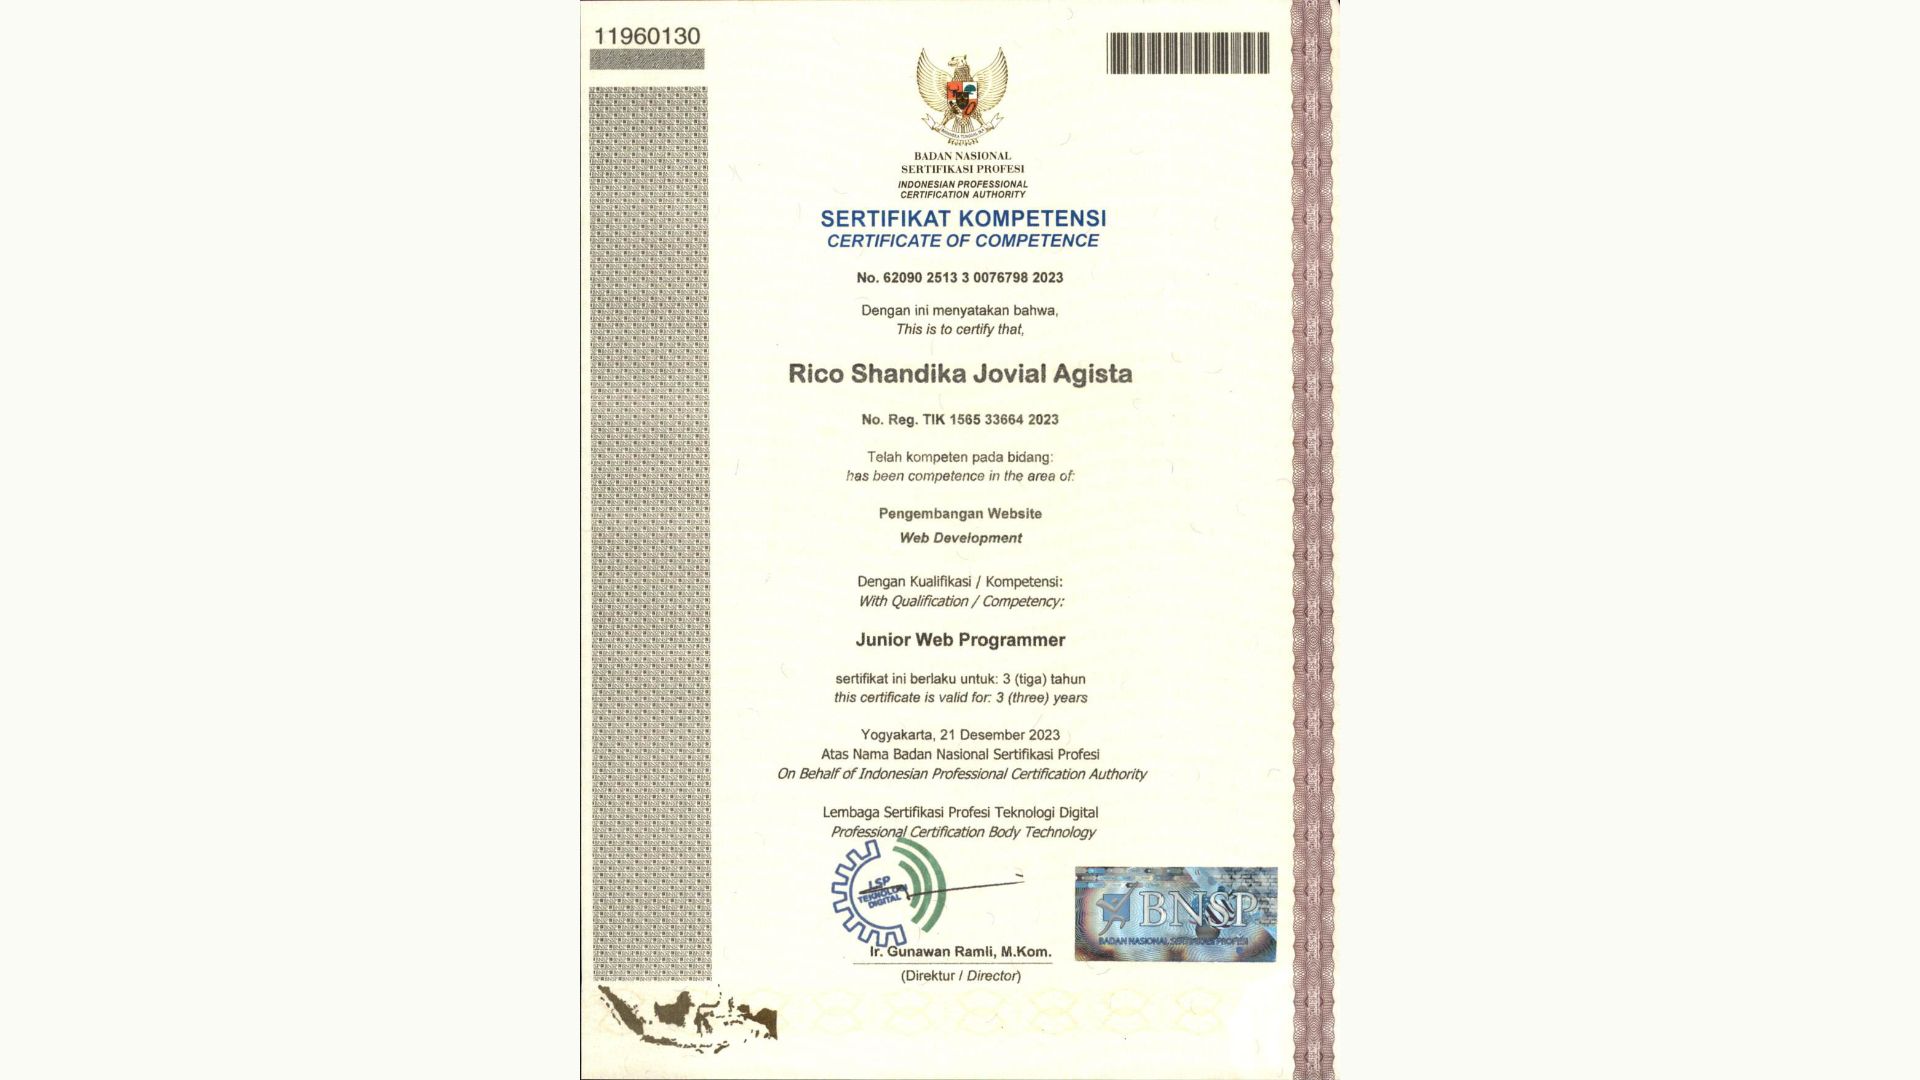 11960130
BADAN NASIONAL
SERTIFIKASI PROFESI
INDONESIAN PROFESSIONAL
CERTIFICATION AUTHORITY
SERTIFIKAT KOMPETENSI
CERTIFICATE OF COMPETENCE
No. 62090 2513 3 0076798 2023
Dengan ini menyatakan bahwa,
This is to certify that,
Rico Shandika Jovial Agista
No. Reg. TIK 1565 33664 2023
Telah kompeten pada bidang:
has been competence in the area of:
Pengembangan Website
Web Development
Dengan Kualifikasi / Kompetensi:
With Qualification / Competency:
Junior Web Programmer
sertifikat ini berlaku untuk: 3 (tiga) tahun
this certificate is valid for: 3 (three) years
Yogyakarta, 21 Desember 2023
Atas Nama Badan Nasional Sertifikasi Profesi
On Behalf of Indonesian Professional Certification Authority
Lembaga Sertifikasi Profesi Teknologi Digital
Professional Certification Body Technology
LSP
TEKNOLOGI
DIGITAL
BNSP
BADAN NASIONAL SERTIFIKASI PROFESI
Ir. Gunawan Ramli, M.Kom.
(Direktur / Director)